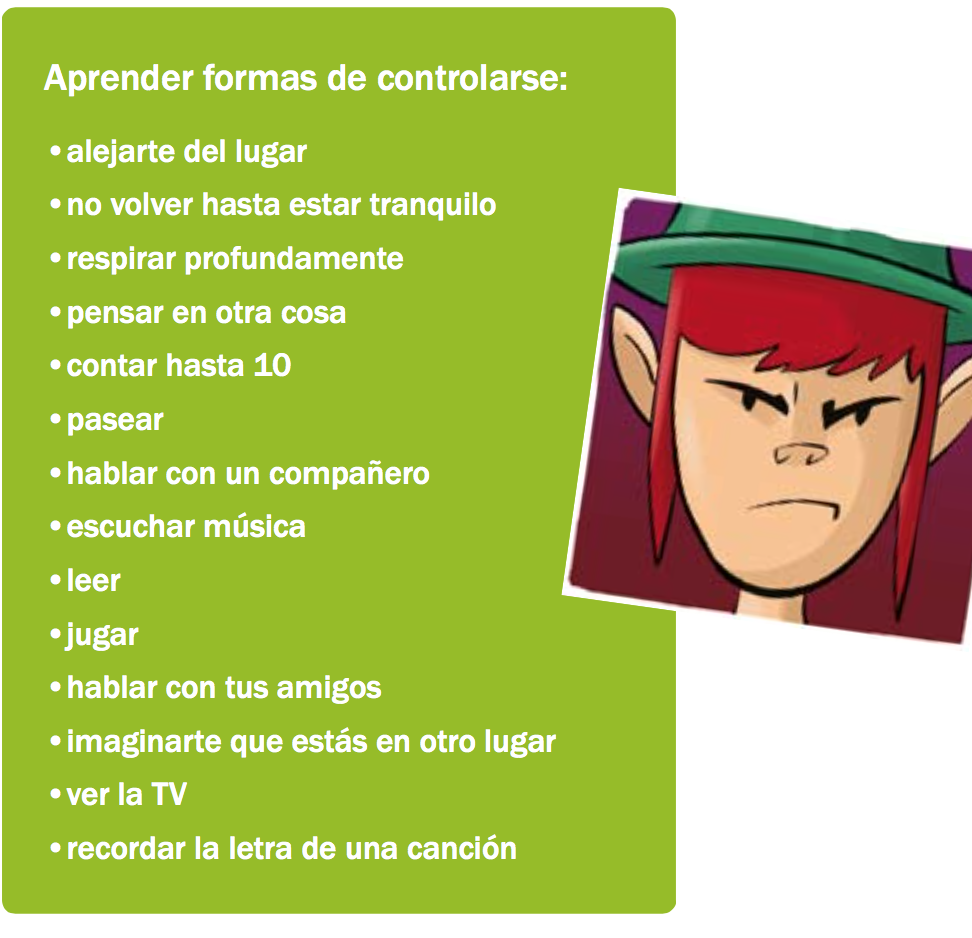 Aprender formas de controlarse:
•alejarte del lugar
•no volver hasta estar tranquilo
•respirar profundamente
•pensar en otra cosa
•contar hasta 10
•pasear
•hablar con un compañero
•escuchar música
•leer
•jugar
•hablar con tus amigos
•imaginarte que estás en otro lugar
•ver la TV
•recordar la letra de una canción